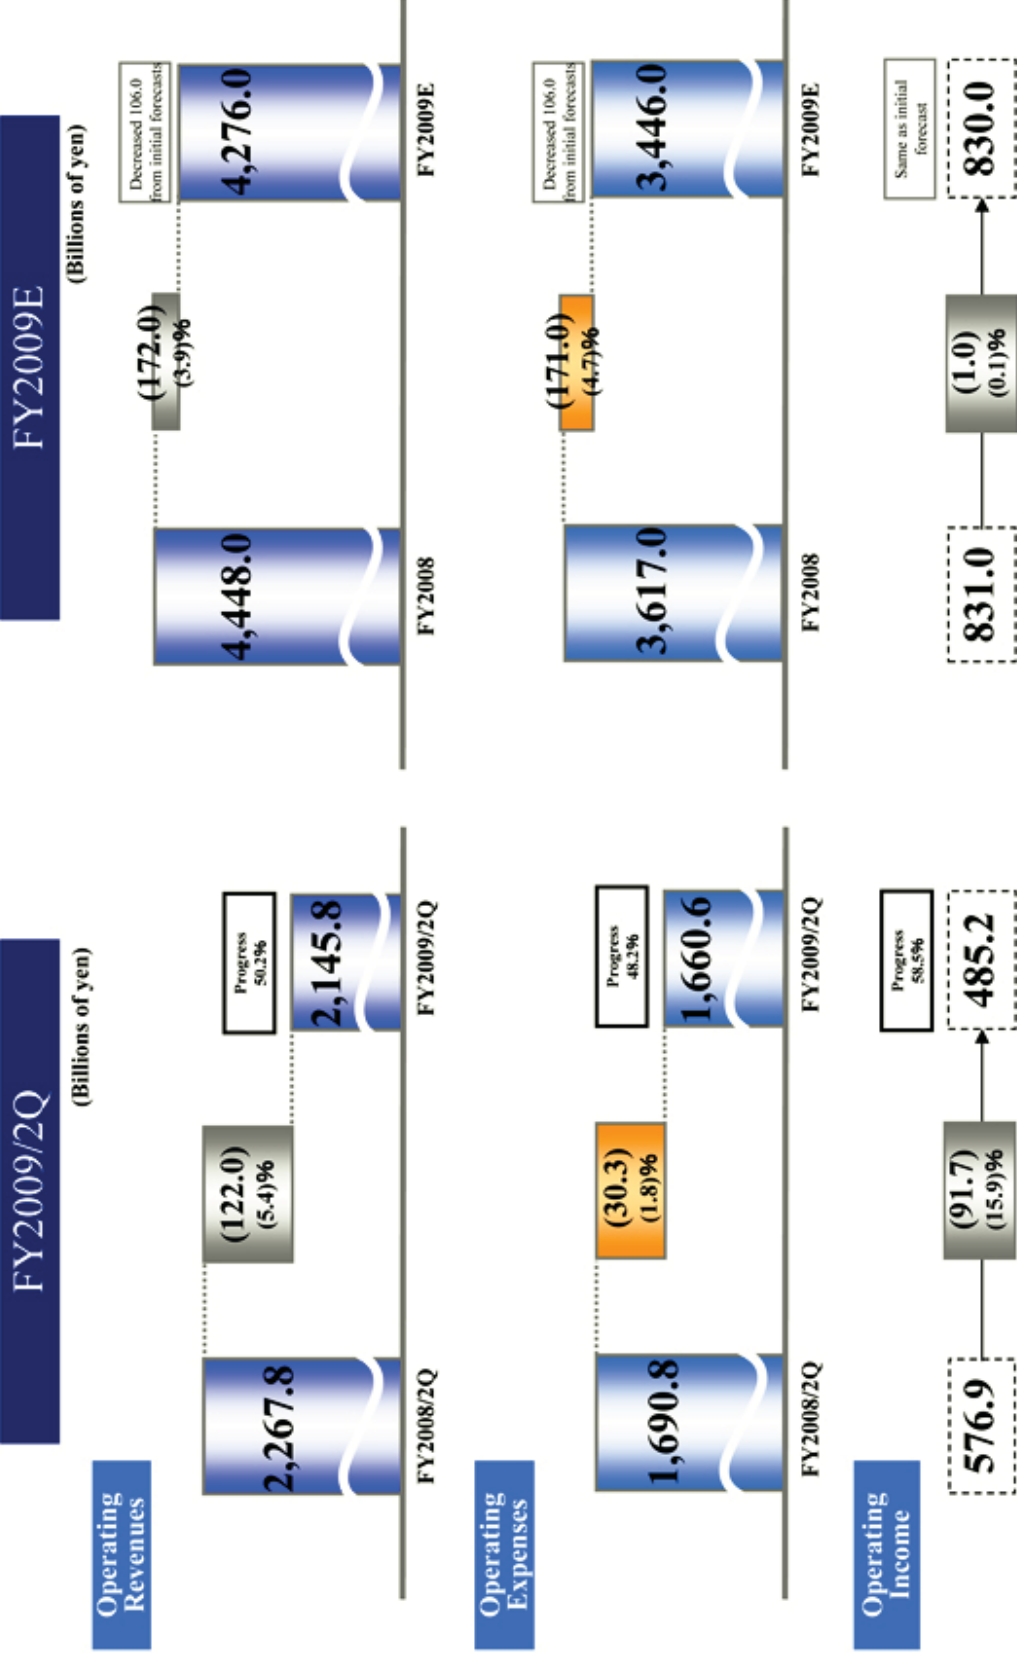 FY2009/2Q
FY2009E
(Billions of yen)
(Billions of yen)
Operating
Revenues
2,267.8
(122.0)
(5.4)%
Progress
50.2%
2,145.8
FY2008/2Q
FY2009/2Q
4,448.0
(172.0)
(3.9)%
Decreased 106.0
from initial forecasts
4,276.0
FY2008
FY2009E
Operating
Expenses
1,690.8
(30.3)
(1.8)%
Progress
48.2%
1,660.6
FY2008/2Q
FY2009/2Q
3,617.0
(171.0)
(4.7)%
Decreased 106.0
from initial forecasts
3,446.0
FY2008
FY2009E
Operating
Income
576.9
(91.7)
(15.9)%
Progress
58.5%
485.2
831.0
(1.0)
(0.1)%
Same as initial
forecast
830.0